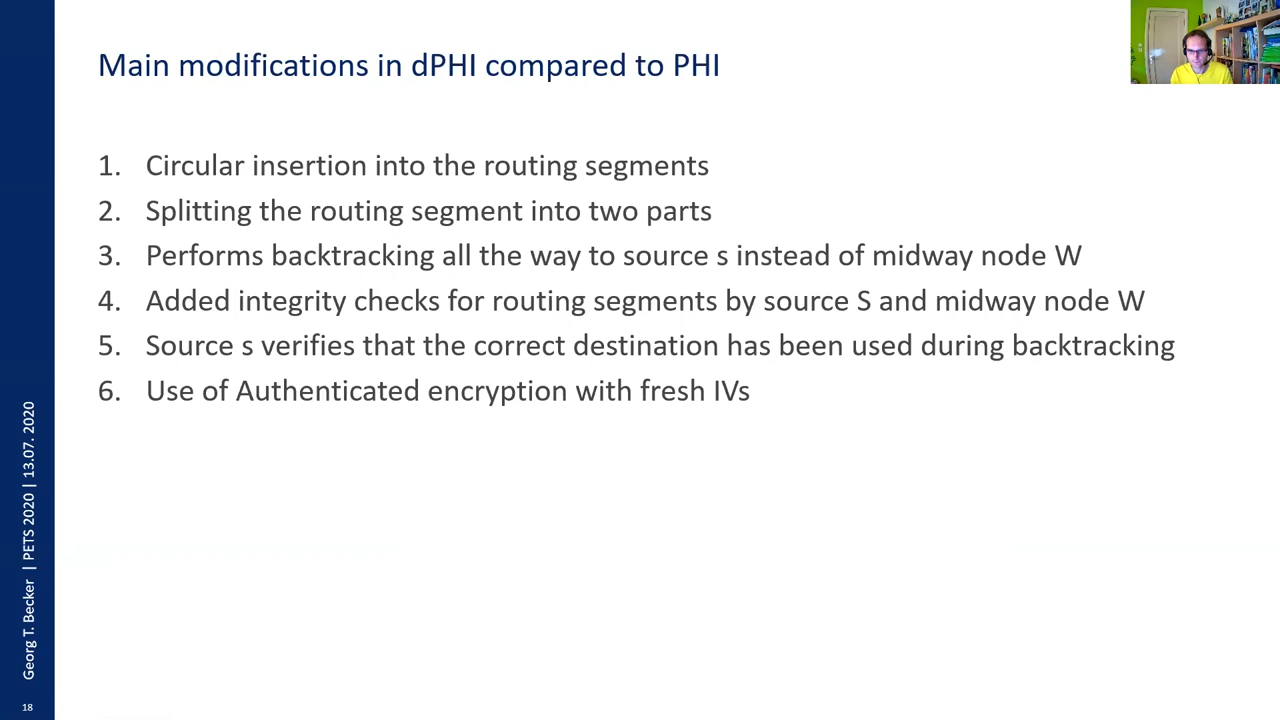 Main modifications in dPHI compared to PHI
1. Circular insertion into the routing segments
2. Splitting the routing segment into two parts
3. Performs backtracking all the way to source s instead of midway node W
4. Added integrity checks for routing segments by source S and midway node W
5. Source s verifies that the correct destination has been used during backtracking
6. Use of Authenticated encryption with fresh IVs
Georg T. Becker | PETS 2020 | 13.07. 2020
18